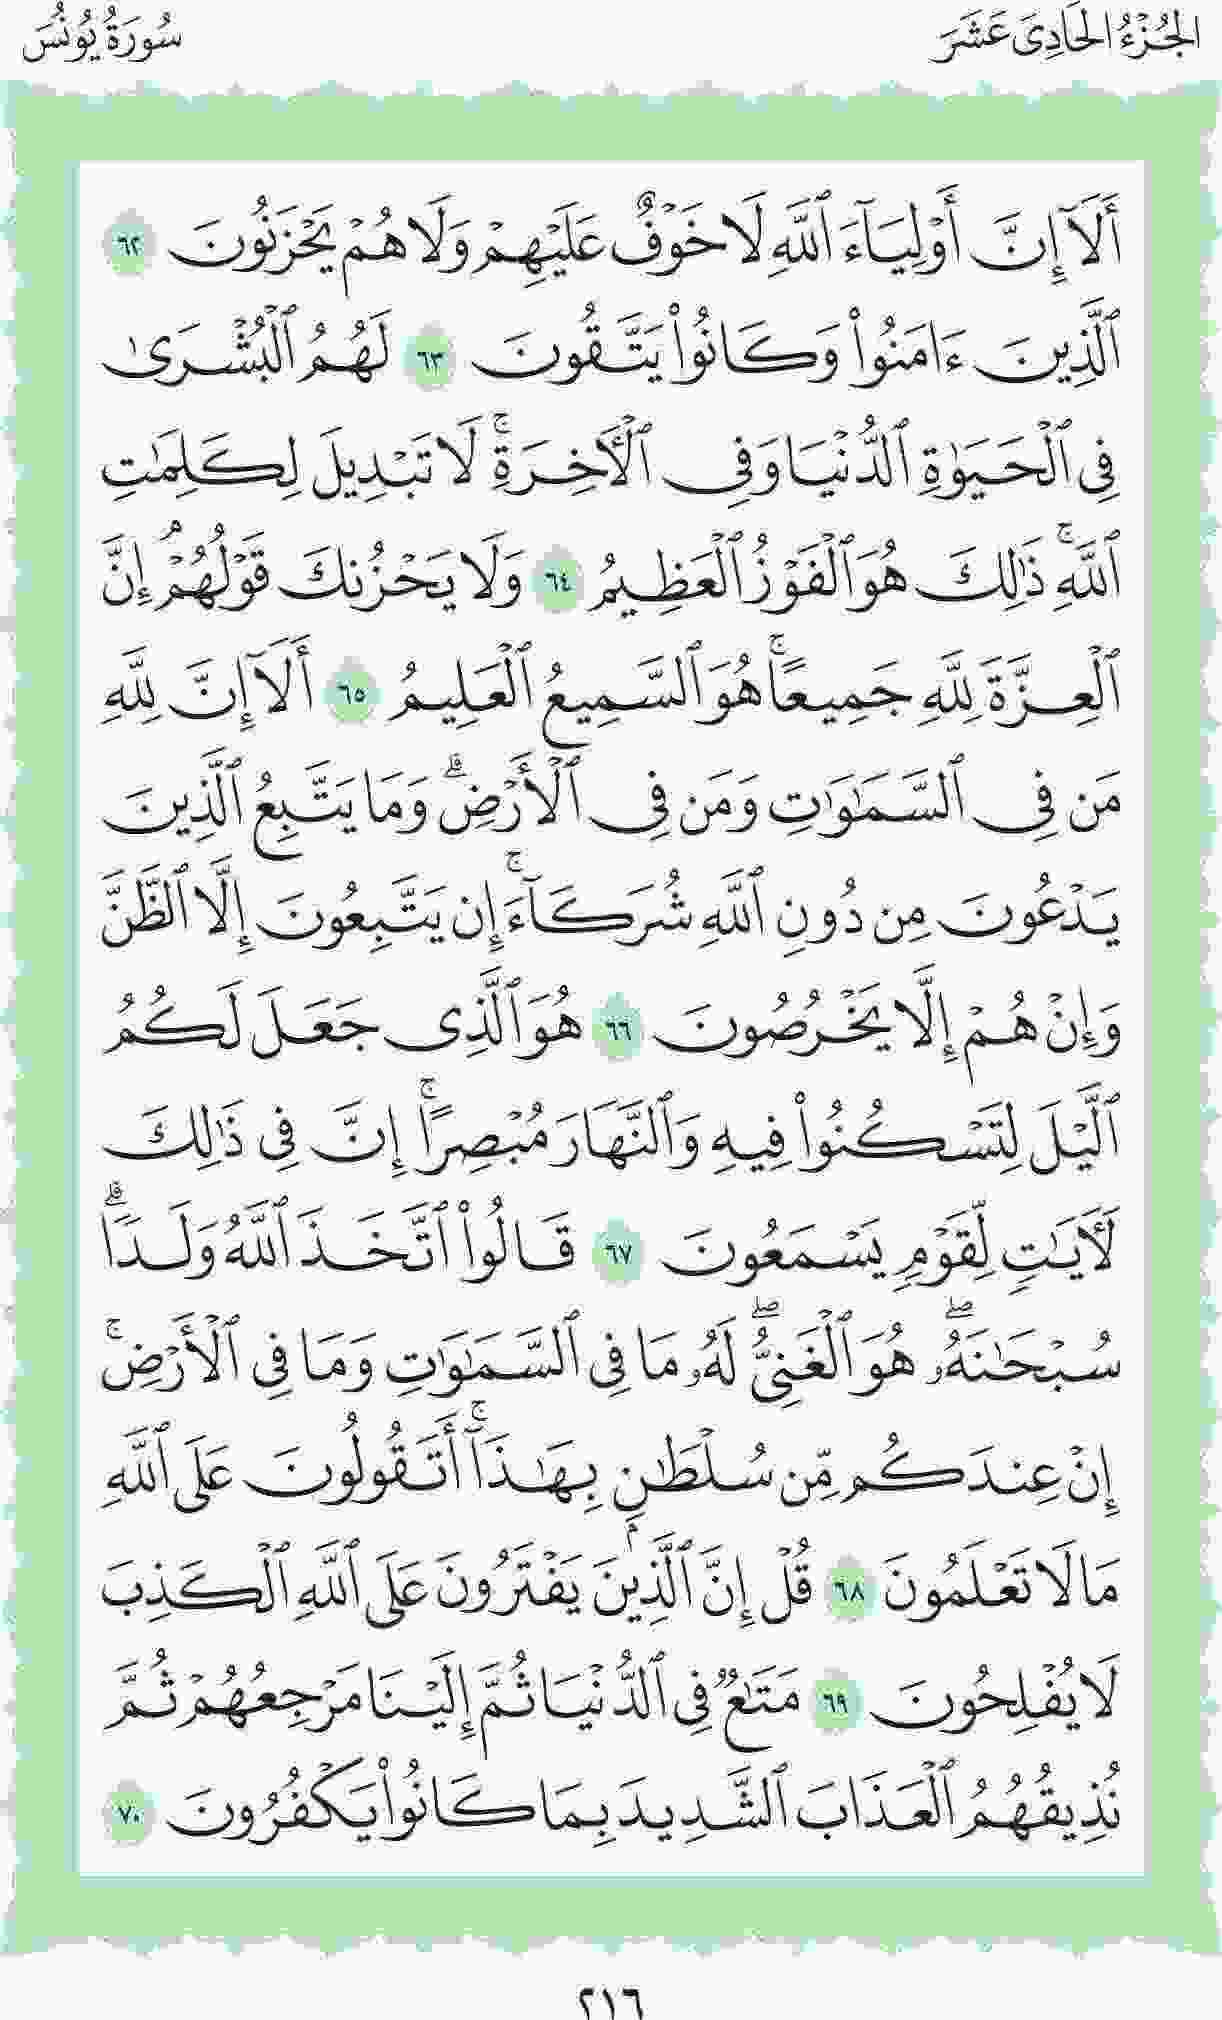 الجُزْءُ الحَادِىَ عَشَرَ
سُورَةُ يُونُسَ
أَلَآ إِنَّ أَوْلِيَآءَ ٱللَّهِ لَا خَوْفٌ عَلَيْهِمْ وَلَا هُمْ يَحْزَنُونَ ٦٢
ٱلَّذِينَ ءَامَنُوا۟ وَكَانُوا۟ يَتَّقُونَ ٦٣ لَهُمُ ٱلْبُشْرَىٰ
فِى ٱلْحَيَوٰةِ ٱلدُّنْيَا وَفِى ٱلْأَخِرَةِ ۚ لَا تَبْدِيلَ لِكَلِمَٰتِ
ٱللَّهِ ۚ ذَٰلِكَ هُوَ ٱلْفَوْزُ ٱلْعَظِيمُ ٦٤ وَلَا يَحْزُنكَ قَوْلُهُمْ ۘ إِنَّ
ٱلْعِزَّةَ لِلَّهِ جَمِيعًا ۚ هُوَ ٱلسَّمِيعُ ٱلْعَلِيمُ ٦٥ أَلَآ إِنَّ لِلَّهِ
مَن فِى ٱلسَّمَٰوَٰتِ وَمَن فِى ٱلْأَرْضِ ۗ وَمَا يَتَّبِعُ ٱلَّذِينَ
يَدْعُونَ مِن دُونِ ٱللَّهِ شُرَكَآءَ ۚ إِن يَتَّبِعُونَ إِلَّا ٱلظَّنَّ
وَإِنْ هُمْ إِلَّا يَخْرُصُونَ ٦٦ هُوَ ٱلَّذِى جَعَلَ لَكُمُ
ٱلَّيْلَ لِتَسْكُنُوا۟ فِيهِ وَٱلنَّهَارَ مُبْصِرًا ۚ إِنَّ فِى ذَٰلِكَ
لَءَايَٰتٍ لِّقَوْمٍ يَسْمَعُونَ ٦٧ قَالُوا۟ ٱتَّخَذَ ٱللَّهُ وَلَدًا ۗ
سُبْحَٰنَهُۥ ۖ هُوَ ٱلْغَنِىُّ ۖ لَهُۥ مَا فِى ٱلسَّمَٰوَٰتِ وَمَا فِى ٱلْأَرْضِ ۚ
إِنْ عِندَكُم مِّن سُلْطَٰنٍۭ بِهَٰذَآ ۚ أَتَقُولُونَ عَلَى ٱللَّهِ
مَا لَا تَعْلَمُونَ ٦٨ قُلْ إِنَّ ٱلَّذِينَ يَفْتَرُونَ عَلَى ٱللَّهِ ٱلْكَذِبَ
لَا يُفْلِحُونَ ٦٩ مَتَٰعٌ فِى ٱلدُّنْيَا ثُمَّ إِلَيْنَا مَرْجِعُهُمْ ثُمَّ
نُذِيقُهُمُ ٱلْعَذَابَ ٱلشَّدِيدَ بِمَا كَانُوا۟ يَكْفُرُونَ ٧٠
٢١٦